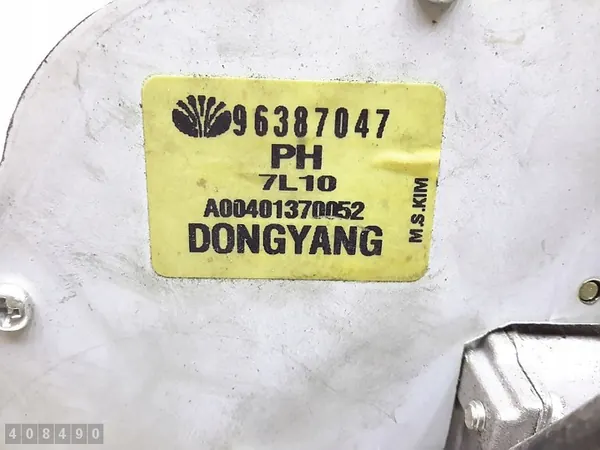 96387047
PH
7L10
A00401370052
DONGYANG
M.S.KIM
408490